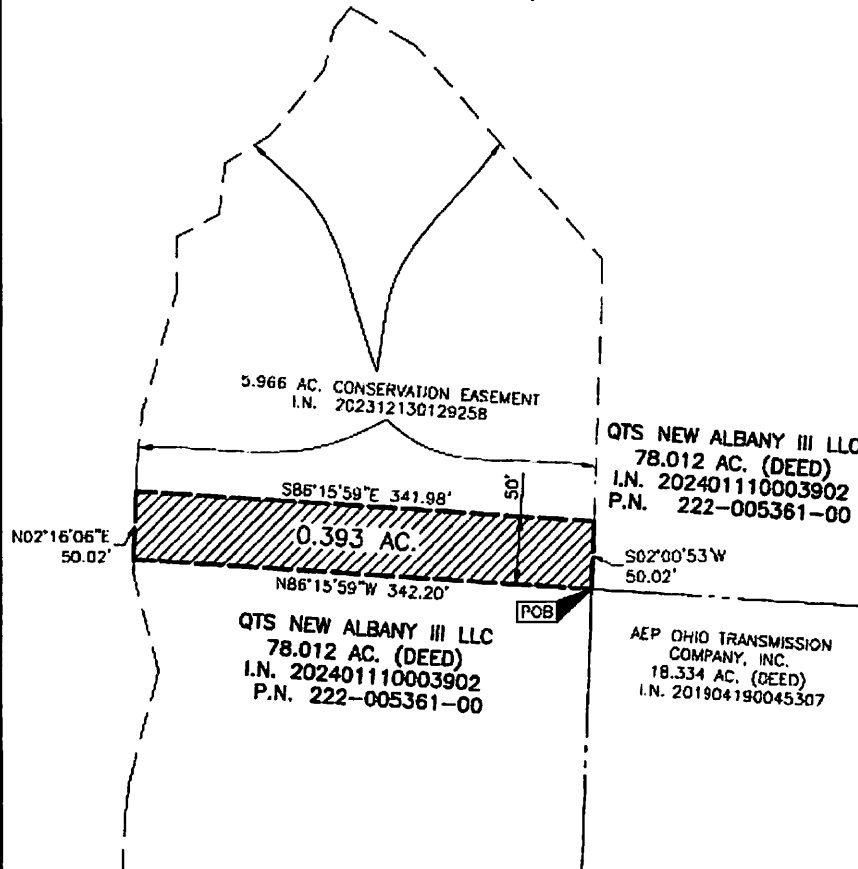 5.966 AC. CONSERVATION EASEMENT
I.N. 202312130129258
QTS NEW ALBANY III LLC
78.012 AC. (DEED)
I.N. 202401110003902
P.N. 222-005361-00
S86°15'59"E 341.98'
50'
N02°16'06"E
50.02'
0.393 AC.
S02°00'53"W
50.02'
N86°15'59"W 342.20'
POB
QTS NEW ALBANY III LLC
78.012 AC. (DEED)
I.N. 202401110003902
P.N. 222-005361-00
AEP OHIO TRANSMISSION
COMPANY, INC.
18.334 AC. (DEED)
I.N. 201904190045307